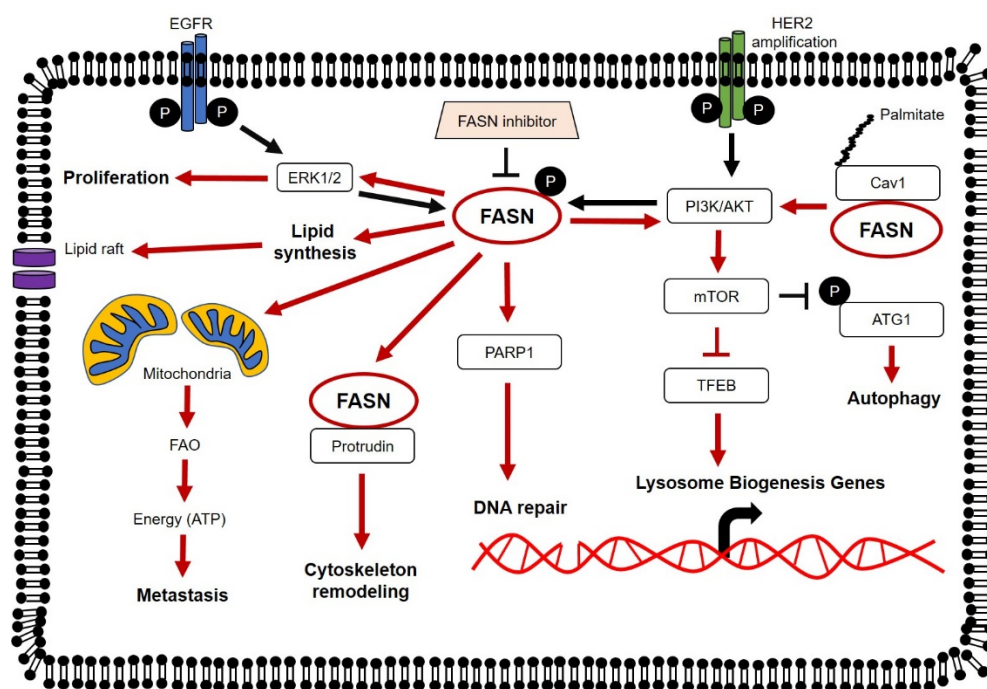 EGFR
HER2
amplification
P
P
P
P
FASN inhibitor
Palmitate
Proliferation
ERK1/2
P
FASN
PI3K/AKT
Cav1
FASN
Lipid raft
Lipid
synthesis
mTOR
P
ATG1
Mitochondria
PARP1
TFEB
Autophagy
FASN
Protrudin
FAO
Lysosome Biogenesis Genes
DNA repair
Energy (ATP)
Cytoskeleton
remodeling
Metastasis